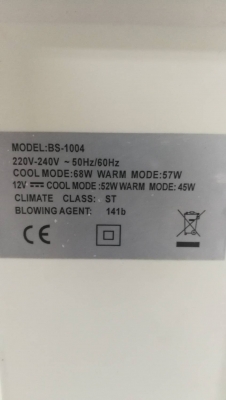 MODEL:BS-1004
220V-240V ~ 50Hz/60Hz
COOL MODE:68W WARM MODE:57W
12V ⎓ COOL MODE :52W WARM MODE: 45W
CLIMATE CLASS: ST
BLOWING AGENT: 141b
CE